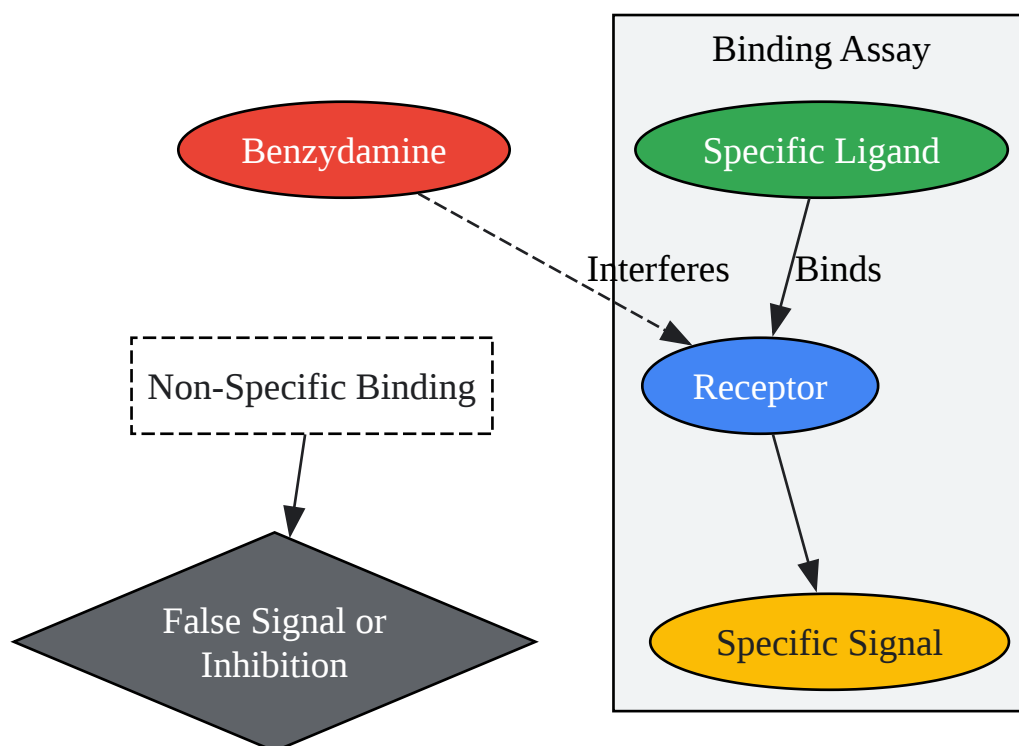 Binding Assay
Benzydamine
Specific Ligand
Interferes
Binds
Non-Specific Binding
Receptor
False Signal or
Inhibition
Specific Signal